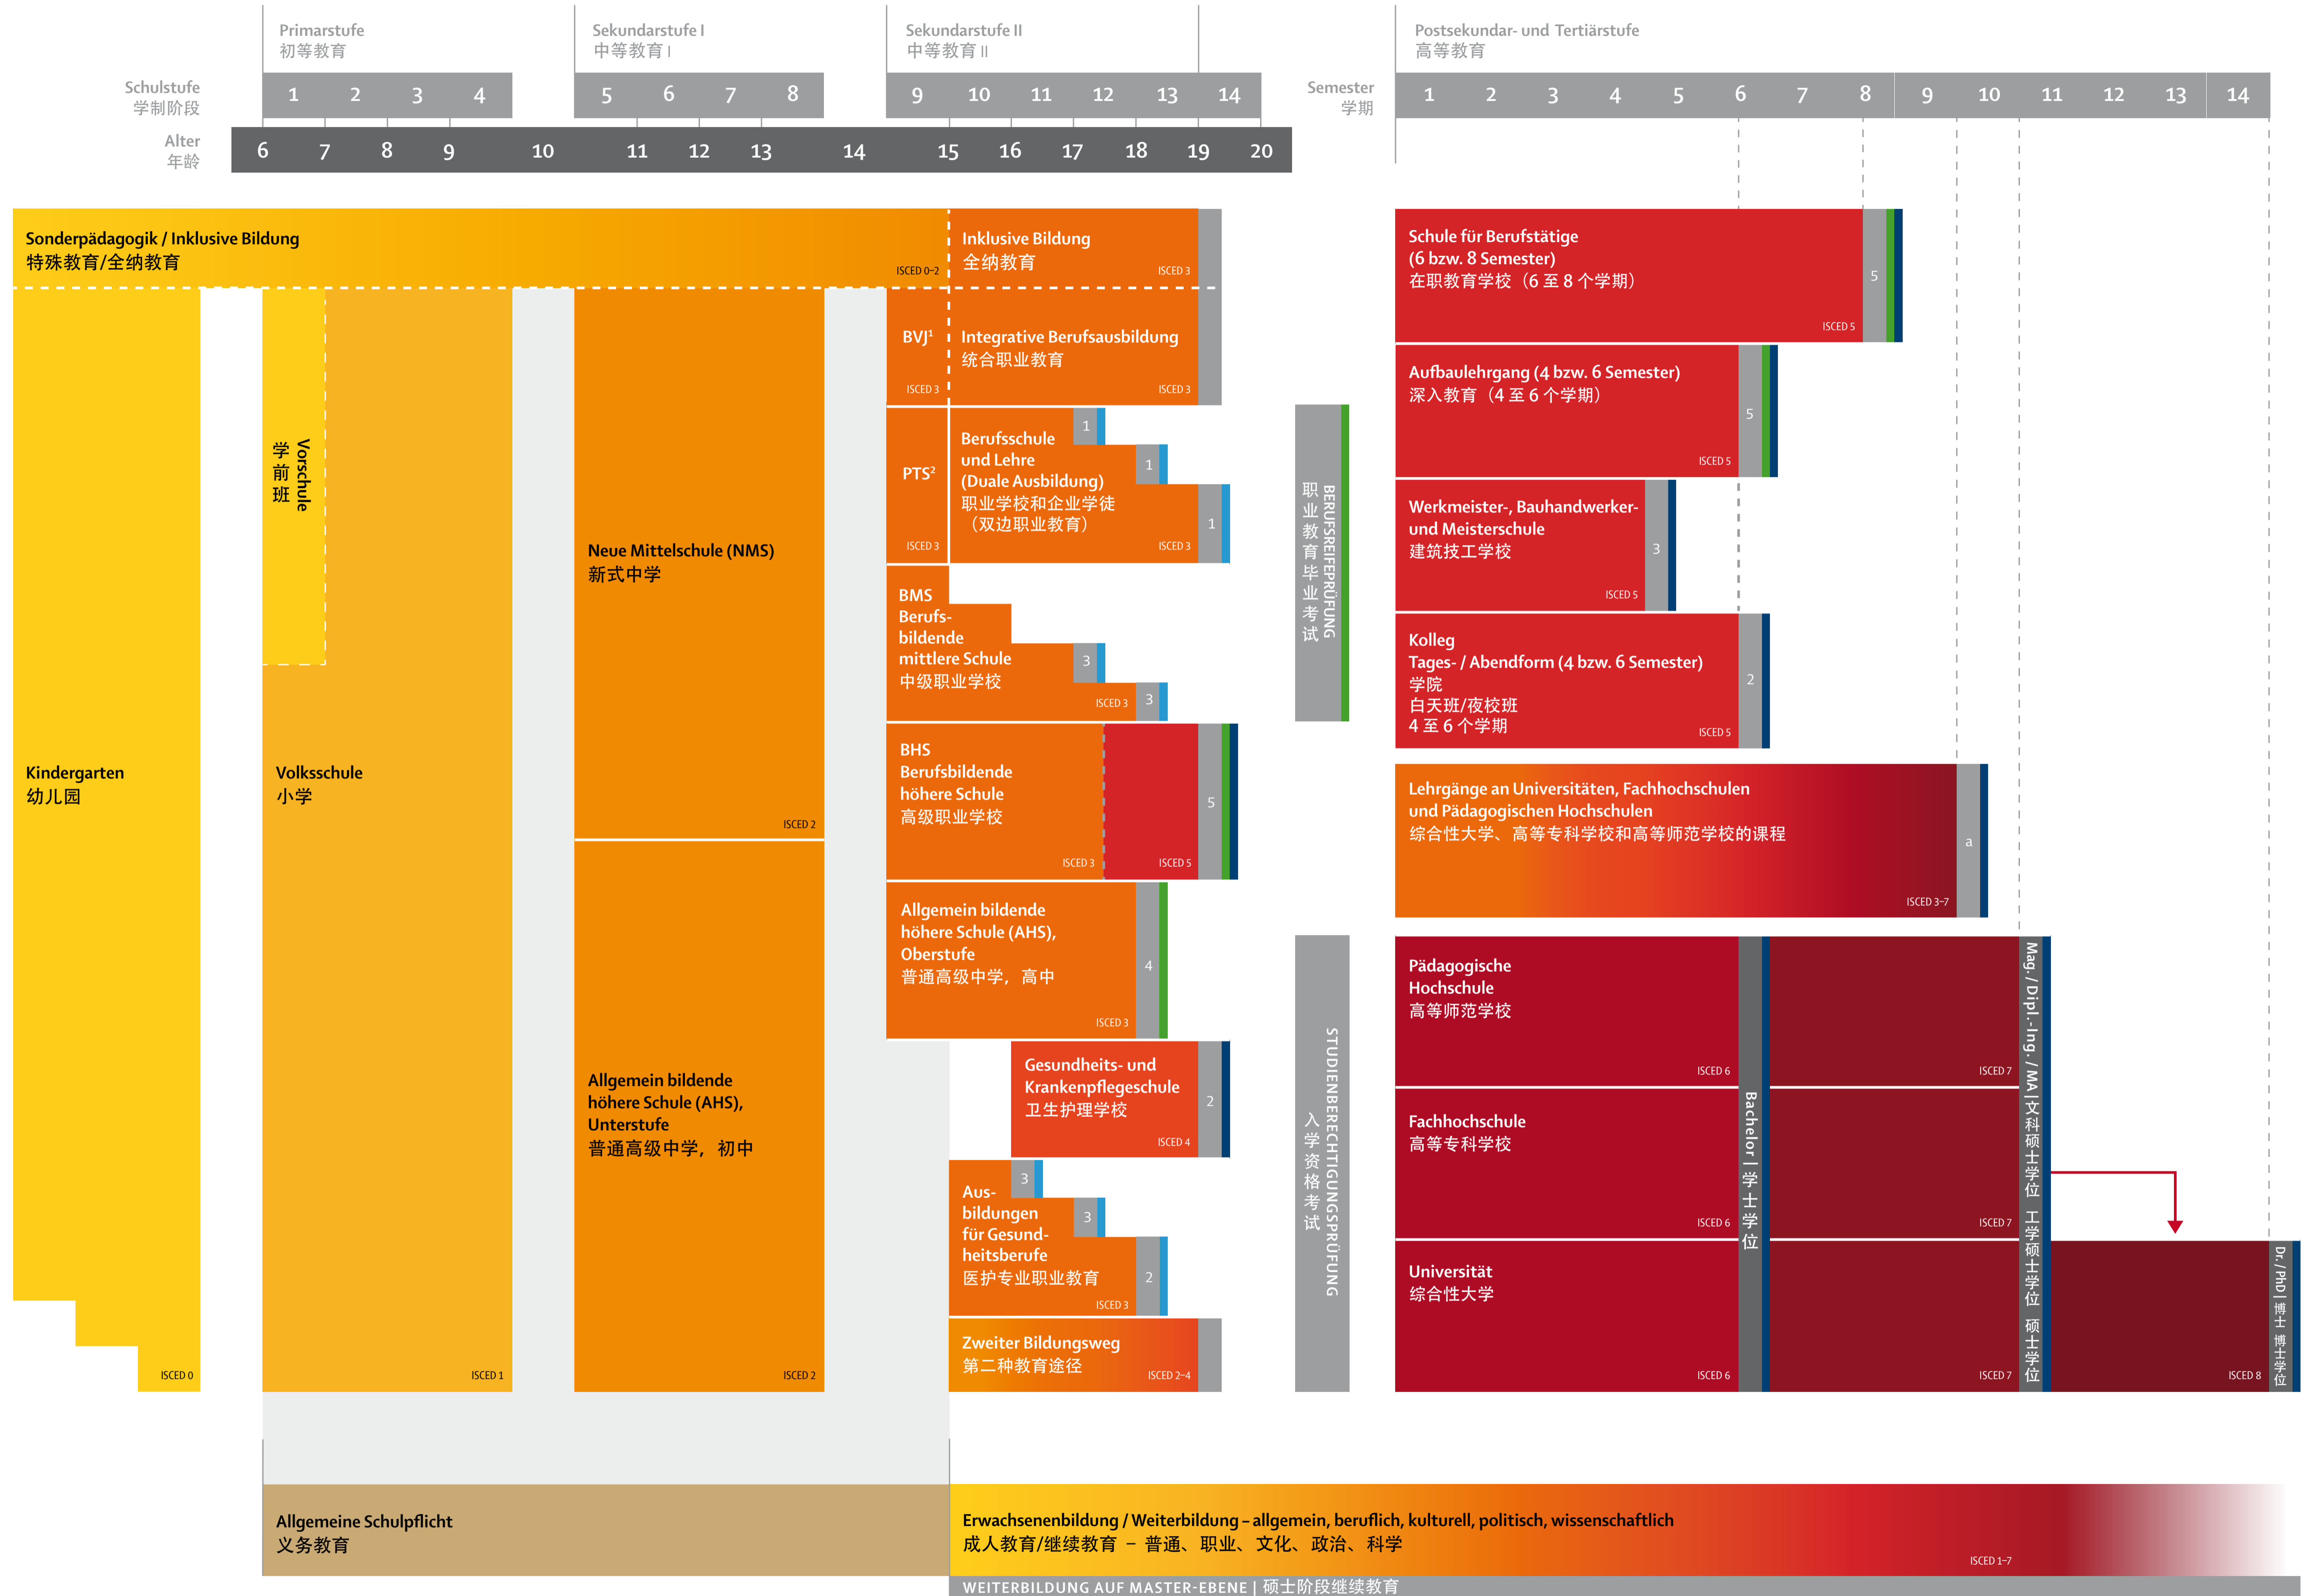 Primarstufe
初等教育
Sekundarstufe I
中等教育 I
Sekundarstufe II
中等教育 II
Postsekundar- und Tertiärstufe
高等教育
Schulstufe
学制阶段
1 2 3 4 5 6 7 8 9 10 11 12 13 14
Semester
学期
1 2 3 4 5 6 7 8 9 10 11 12 13 14
Alter
年龄
6 7 8 9 10 11 12 13 14 15 16 17 18 19 20
Sonderpädagogik / Inklusive Bildung
特殊教育/全纳教育
ISCED 0–2
Inklusive Bildung
全纳教育
ISCED 3
Kindergarten
幼儿园
ISCED 0
Vorschule
学前班
Volksschule
小学
ISCED 1
Neue Mittelschule (NMS)
新式中学
ISCED 2
Allgemein bildende
höhere Schule (AHS),
Unterstufe
普通高级中学，初中
ISCED 2
BVJ¹
ISCED 3
Integrative Berufsausbildung
统合职业教育
ISCED 3
PTS²
ISCED 3
Berufsschule
und Lehre
(Duale Ausbildung)
职业学校和企业学徒
（双边职业教育）
ISCED 3
1
1
1
BMS
Berufs-
bildende
mittlere Schule
中级职业学校
ISCED 3
3
3
BHS
Berufsbildende
höhere Schule
高级职业学校
ISCED 3
ISCED 5
5
Allgemein bildende
höhere Schule (AHS),
Oberstufe
普通高级中学，高中
ISCED 3
4
Gesundheits- und
Krankenpflegeschule
卫生护理学校
ISCED 4
2
Aus-
bildungen
für Gesund-
heitsberufe
医护专业职业教育
ISCED 3
3
3
2
Zweiter Bildungsweg
第二种教育途径
ISCED 2–4
BERUFSREIFEPRÜFUNG
职业教育毕业考试
STUDIENBERECHTIGUNGSPRÜFUNG
入学资格考试
Schule für Berufstätige
(6 bzw. 8 Semester)
在职教育学校（6 至 8 个学期）
ISCED 5
5
Aufbaulehrgang (4 bzw. 6 Semester)
深入教育（4 至 6 个学期）
ISCED 5
5
Werkmeister-, Bauhandwerker-
und Meisterschule
建筑技工学校
ISCED 5
3
Kolleg
Tages- / Abendform (4 bzw. 6 Semester)
学院
白天班/夜校班
4 至 6 个学期
ISCED 5
2
Lehrgänge an Universitäten, Fachhochschulen
und Pädagogischen Hochschulen
综合性大学、高等专科学校和高等师范学校的课程
ISCED 3–7
a
Pädagogische
Hochschule
高等师范学校
ISCED 6
ISCED 7
Fachhochschule
高等专科学校
ISCED 6
ISCED 7
Universität
综合性大学
ISCED 6
ISCED 7
ISCED 8
Bachelor | 学士学位
Mag. / Dipl.-Ing. / MA | 文科硕士学位 工学硕士学位 硕士学位
Dr. / PhD | 博士 博士学位
Allgemeine Schulpflicht
义务教育
Erwachsenenbildung / Weiterbildung – allgemein, beruflich, kulturell, politisch, wissenschaftlich
成人教育/继续教育 – 普通、职业、文化、政治、科学
ISCED 1–7
WEITERBILDUNG AUF MASTER-EBENE | 硕士阶段继续教育